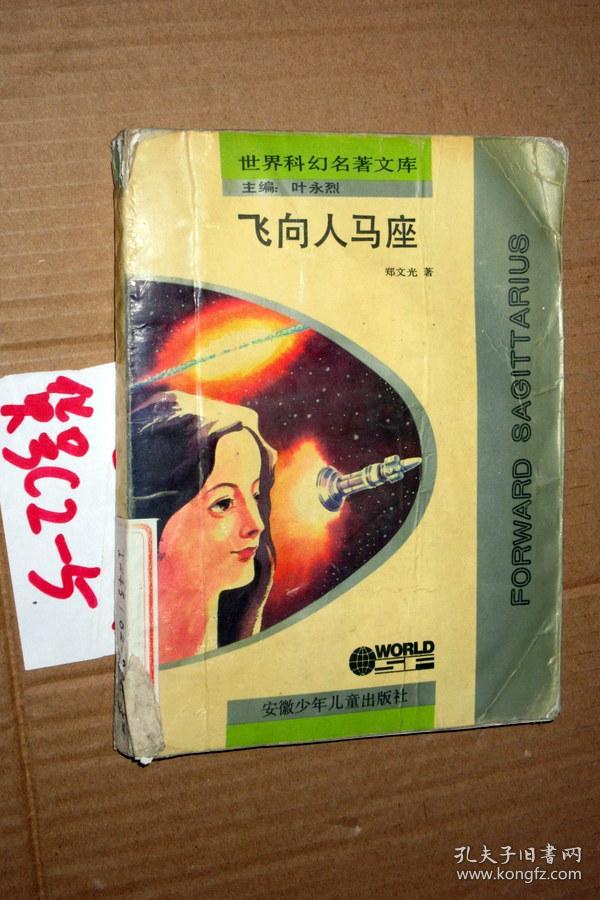 世界科幻名著文库
主编：叶永烈
飞向人马座
郑文光 著
FORWARD SAGITTARIUS
WORLD
SF
安徽少年儿童出版社
C2-5
孔夫子旧书网
www.kongfz.com